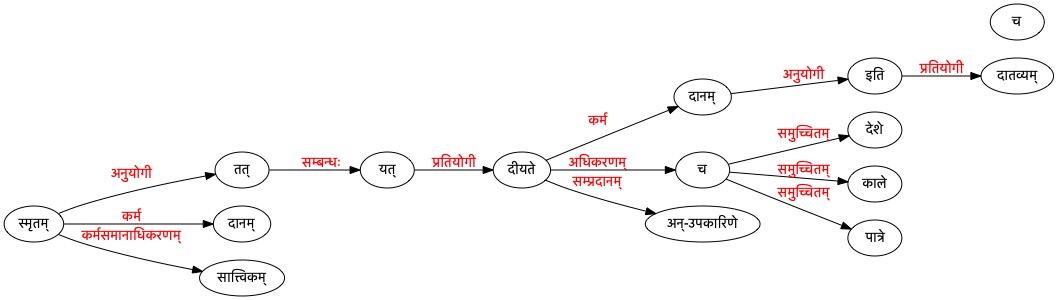 च
अनुयोगी
इति
प्रतियोगी
दातव्यम्
दानम्
कर्म
समुच्चितम्
देशे
अनुयोगी
तत्
सम्बन्धः
यत्
प्रतियोगी
दीयते
अधिकरणम्
च
समुच्चितम्
काले
सम्प्रदानम्
समुच्चितम्
स्मृतम्
कर्म
दानम्
अन्-उपकारिणे
पात्रे
कर्मसमानाधिकरणम्
सात्त्विकम्